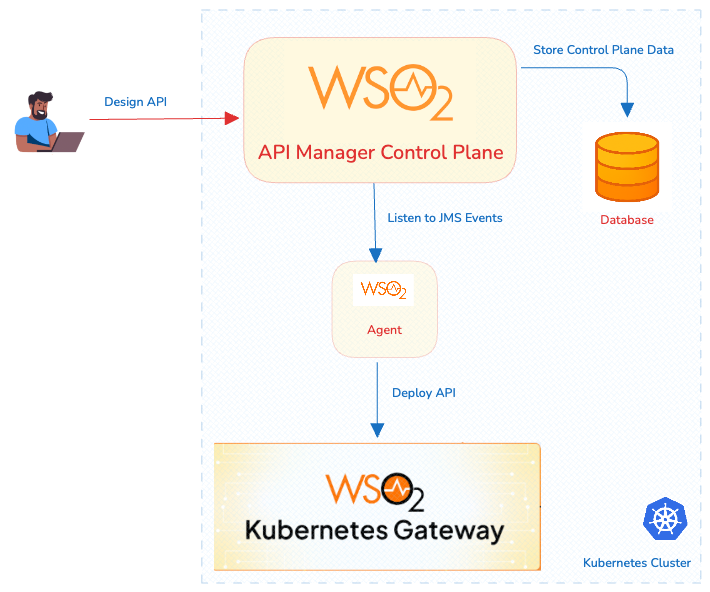 Store Control Plane Data
WSO2
Design API
API Manager Control Plane
Database
Listen to JMS Events
WSO2
Agent
Deploy API
WSO2
Kubernetes Gateway
Kubernetes Cluster